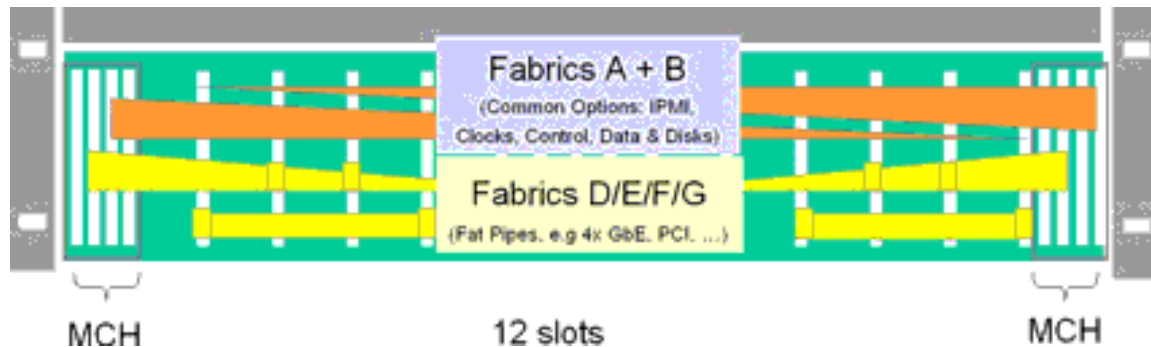 Fabrics A + B
(Common Options: IPMI,
Clocks, Control, Data & Disks)
Fabrics D/E/F/G
(Fat Pipes, e.g 4x GbE, PCI, ...)
MCH
12 slots
MCH